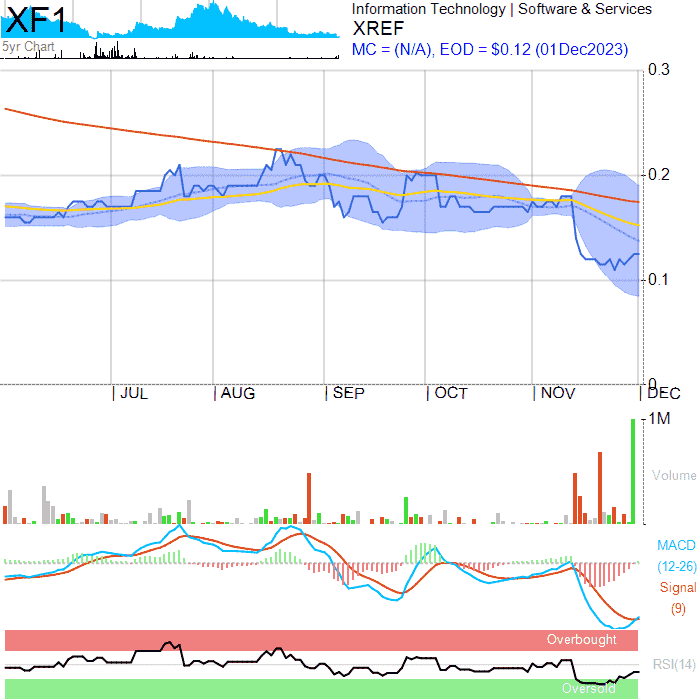 XF1
Information Technology | Software & Services
XREF
MC = (N/A), EOD = $0.12 (01Dec2023)
5yr Chart
0.3
0.2
0.1
0
| JUL | AUG | SEP | OCT | NOV | DEC
1M
Volume
MACD
(12-26)
Signal
(9)
Overbought
RSI(14)
Oversold